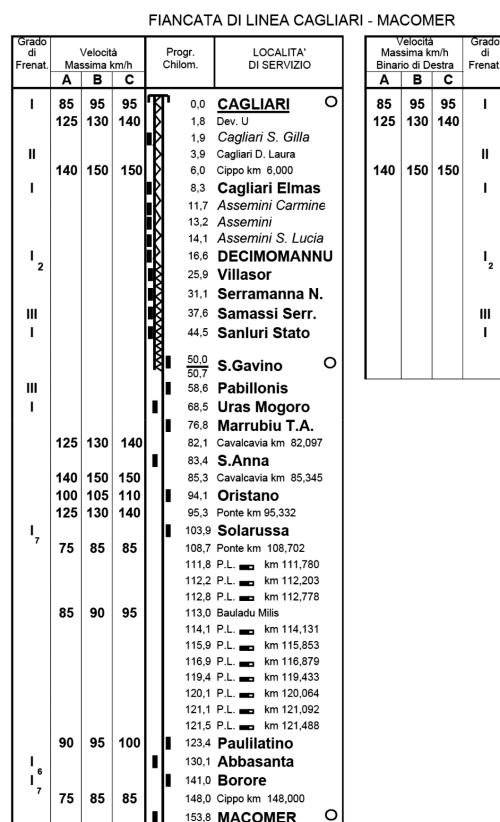 FIANCATA DI LINEA CAGLIARI - MACOMER
Grado di Frenat. Velocità Massima km/h Progr. Chilom. LOCALITA' DI SERVIZIO Velocità Massima km/h Binario di Destra Grado di Frenat.
A B C A B C
I 85 95 95 0,0 CAGLIARI O 85 95 95 I
125 130 140 1,8 Dev. U 125 130 140
1,9 Cagliari S. Gilla
II 3,9 Cagliari D. Laura II
140 150 150 6,0 Cippo km 6,000 140 150 150
I 8,3 Cagliari Elmas I
11,7 Assemini Carmine
13,2 Assemini
14,1 Assemini S. Lucia
I 2 16,6 DECIMOMANNU I 2
25,9 Villasor
31,1 Serramanna N.
III 37,6 Samassi Serr. III
I 44,5 Sanluri Stato I
50,0
50,7 S.Gavino O
III 58,6 Pabillonis
I 68,5 Uras Mogoro
76,8 Marrubiu T.A.
125 130 140 82,1 Cavalcavia km 82,097
83,4 S.Anna
140 150 150 85,3 Cavalcavia km 85,345
100 105 110 94,1 Oristano
125 130 140 95,3 Ponte km 95,332
I 7 103,9 Solarussa
75 85 85 108,7 Ponte km 108,702
111,8 P.L. km 111,780
112,2 P.L. km 112,203
112,8 P.L. km 112,778
85 90 95 113,0 Bauladu Milis
114,1 P.L. km 114,131
115,9 P.L. km 115,853
116,9 P.L. km 116,879
119,4 P.L. km 119,433
120,1 P.L. km 120,064
121,1 P.L. km 121,092
121,5 P.L. km 121,488
90 95 100 123,4 Paulilatino
I 6 130,1 Abbasanta
I 7 141,0 Borore
75 85 85 148,0 Cippo km 148,000
153,8 MACOMER O